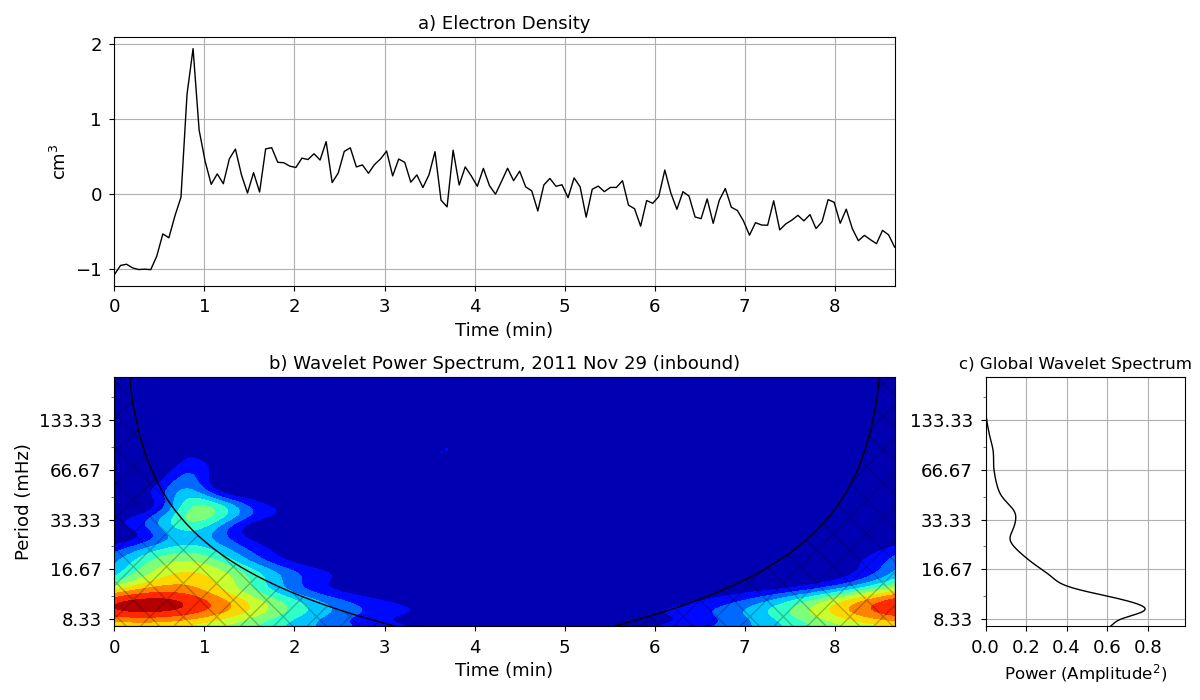 a) Electron Density
cm³
2
1
0
−1
0 1 2 3 4 5 6 7 8
Time (min)
b) Wavelet Power Spectrum, 2011 Nov 29 (inbound)
Period (mHz)
133.33
66.67
33.33
16.67
8.33
0 1 2 3 4 5 6 7 8
Time (min)
c) Global Wavelet Spectrum
133.33
66.67
33.33
16.67
8.33
0.0 0.2 0.4 0.6 0.8
Power (Amplitude²)